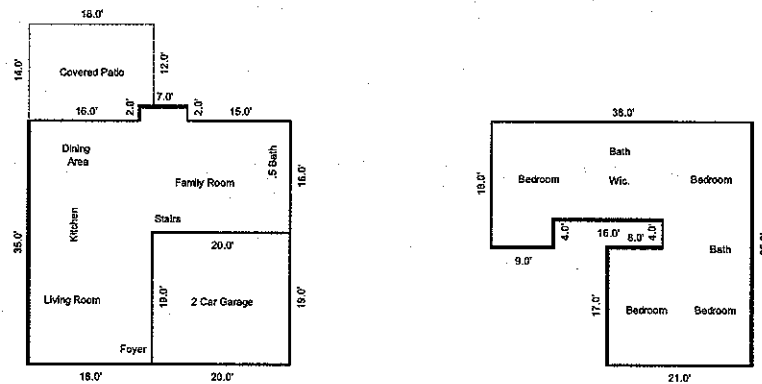 18.0'
14.0'
Covered Patio
12.0'
7.0'
16.0'
2.0'
2.0'
15.0'
Dining
Area
Family Room
.5 Bath
16.0'
Kitchen
Stairs
20.0'
35.0'
Living Room
19.0'
2 Car Garage
19.0'
Foyer
18.0'
20.0'
38.0'
18.0'
Bedroom
Bath
Wic.
Bedroom
4.0'
16.0'
8.0'
4.0'
9.0'
Bath
17.0'
Bedroom
Bedroom
21.0'